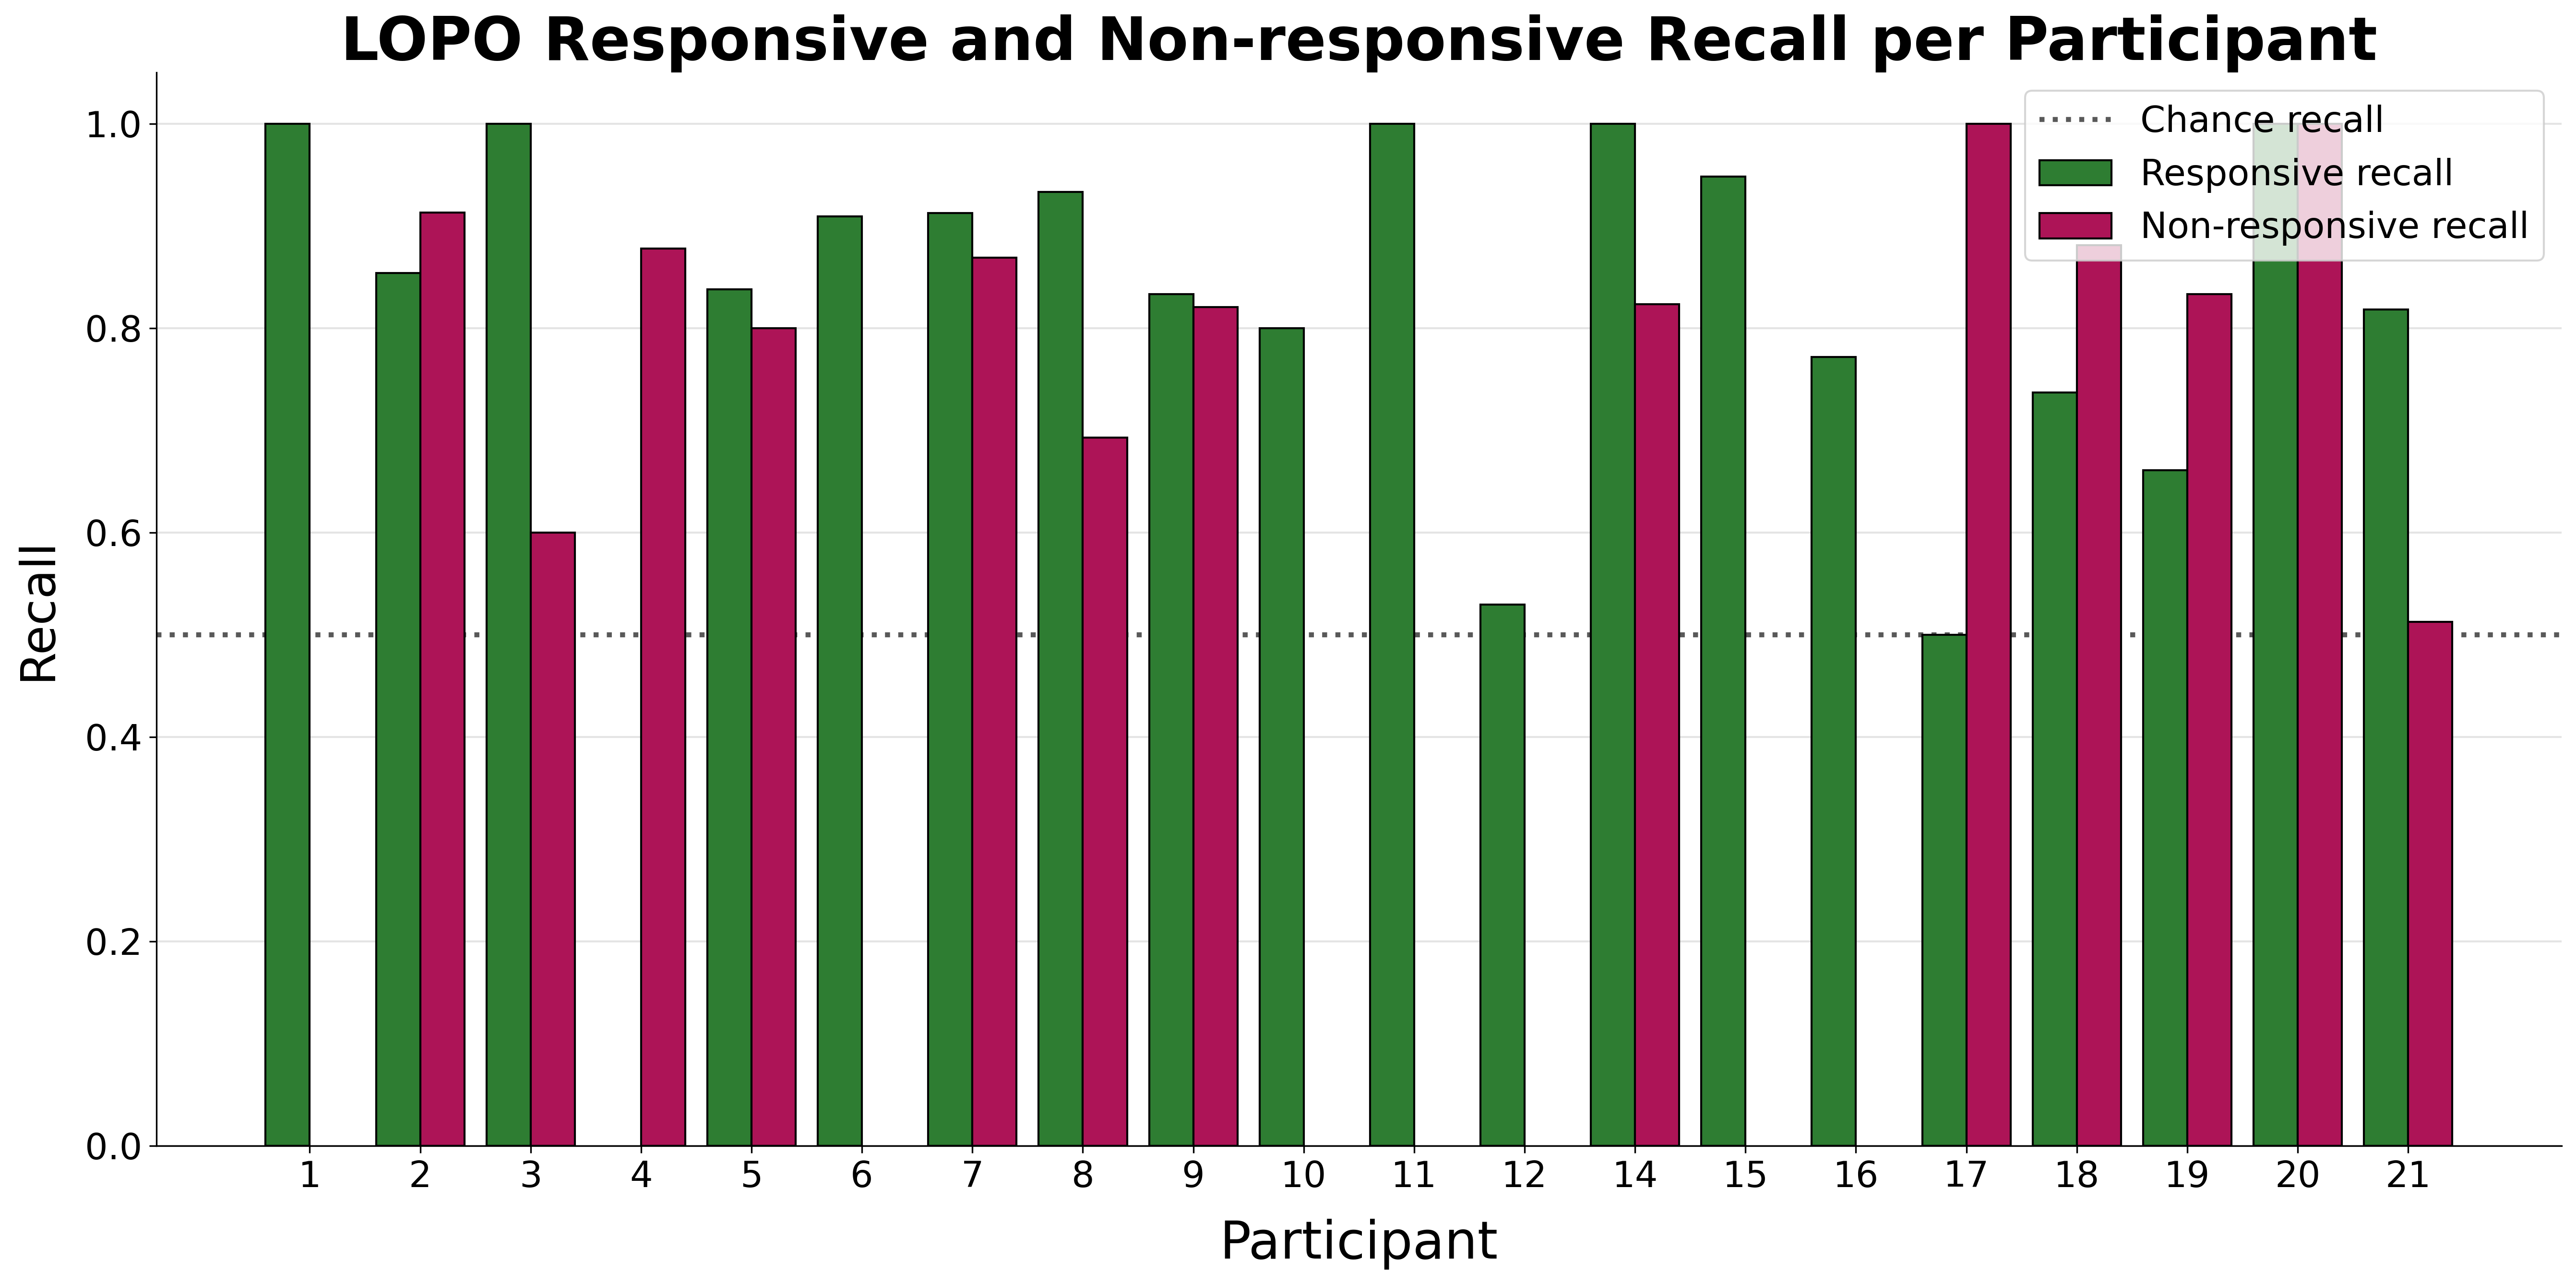 LOPO Responsive and Non-responsive Recall per Participant
Chance recall
Responsive recall
Non-responsive recall
Recall
1.0
0.8
0.6
0.4
0.2
0.0
1 2 3 4 5 6 7 8 9 10 11 12 14 15 16 17 18 19 20 21
Participant